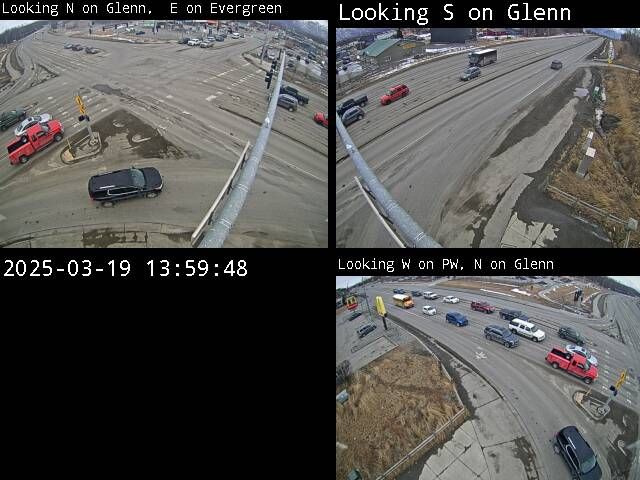 Looking N on Glenn, E on Evergreen
Looking S on Glenn
2025-03-19 13:59:48
Looking W on PW, N on Glenn